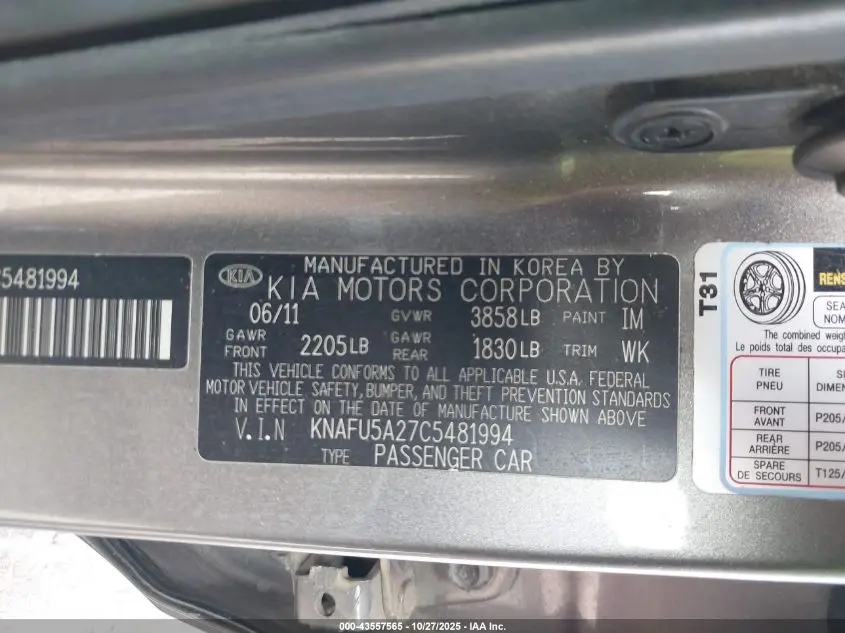 C5481994
KIA MANUFACTURED IN KOREA BY
KIA MOTORS CORPORATION
06/11 GVWR 3858LB PAINT IM
GAWR FRONT 2205LB GAWR REAR 1830LB TRIM WK
THIS VEHICLE CONFORMS TO ALL APPLICABLE U.S.A. FEDERAL
MOTOR VEHICLE SAFETY, BUMPER, AND THEFT PREVENTION STANDARDS
IN EFFECT ON THE DATE OF MANUFACTURE SHOWN ABOVE
V.I.N KNAFU5A27C5481994
TYPE PASSENGER CAR
T31
The combined
Le poids total des
TIRE
PNEU
FRONT
AVANT
P205/
REAR
ARRIÈRE
P205/
SPARE
DE SECOURS
T125/
000-43557565 - 10/27/2025 - IAA Inc.